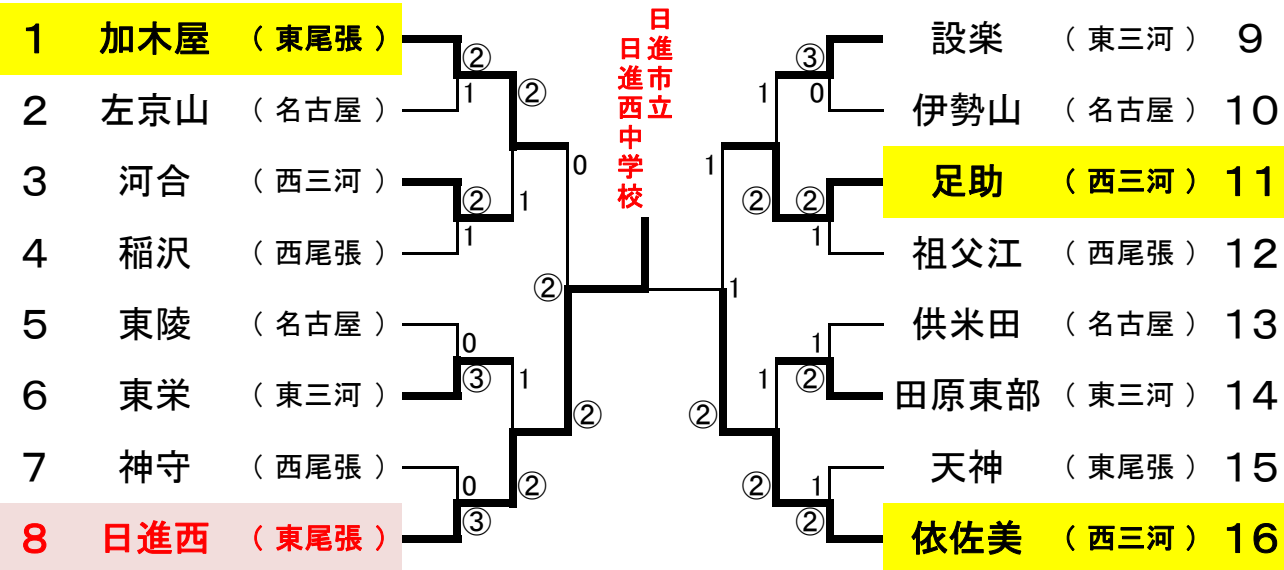 日進市立
日進西中学校
1 加木屋 （ 東尾張 ）
2 左京山 （ 名古屋 ）
3 河合 （ 西三河 ）
4 稲沢 （ 西尾張 ）
5 東陵 （ 名古屋 ）
6 東栄 （ 東三河 ）
7 神守 （ 西尾張 ）
8 日進西 （ 東尾張 ）
②
1
②
1
0
③
0
③
②
1
1
②
0
②
②
1
1
②
1
②
1
②
③
0
②
1
1
②
1
②
設楽 （ 東三河 ） 9
伊勢山 （ 名古屋 ） 10
足助 （ 西三河 ） 11
祖父江 （ 西尾張 ） 12
供米田 （ 名古屋 ） 13
田原東部 （ 東三河 ） 14
天神 （ 東尾張 ） 15
依佐美 （ 西三河 ） 16